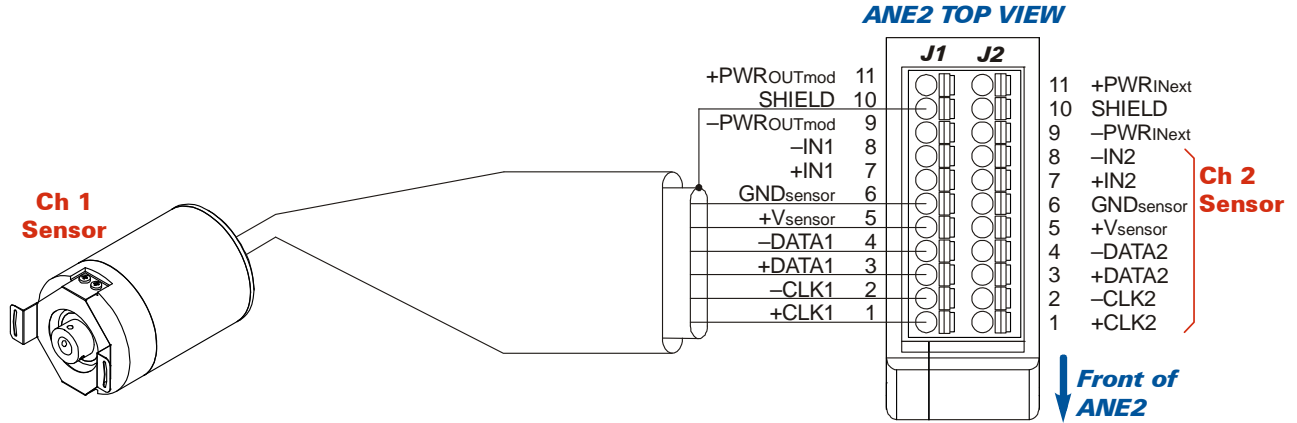 ANE2 TOP VIEW
J1 J2
+PWROUTmod 11
SHIELD 10
–PWROUTmod 9
–IN1 8
+IN1 7
GNDsensor 6
+Vsensor 5
–DATA1 4
+DATA1 3
–CLK1 2
+CLK1 1
11 +PWRINext
10 SHIELD
9 –PWRINext
8 –IN2
7 +IN2
6 GNDsensor
5 +Vsensor
4 –DATA2
3 +DATA2
2 –CLK2
1 +CLK2
Ch 1
Sensor
Ch 2
Sensor
Front of
ANE2